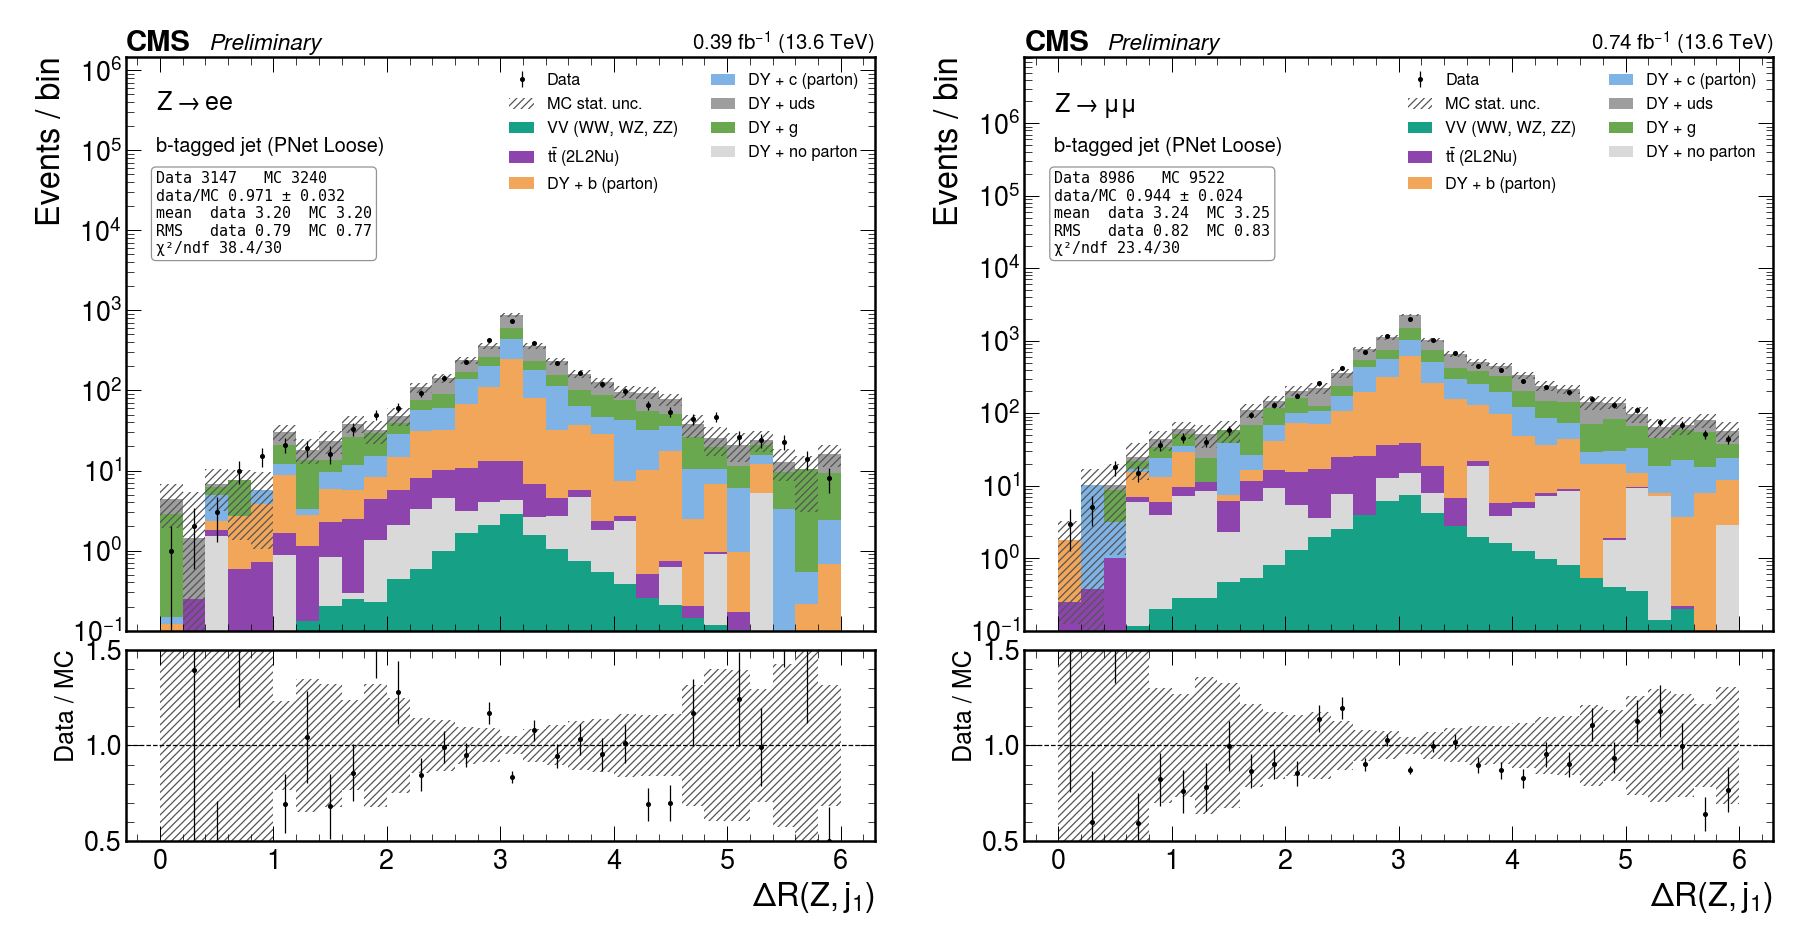 CMS Preliminary 0.39 fb⁻¹ (13.6 TeV)
Events / bin
10⁶
10⁵
10⁴
10³
10²
10¹
10⁰
10⁻¹
Z → ee
b-tagged jet (PNet Loose)
Data 3147 MC 3240
data/MC 0.971 ± 0.032
mean data 3.20 MC 3.20
RMS data 0.79 MC 0.77
χ²/ndf 38.4/30
Data
MC stat. unc.
VV (WW, WZ, ZZ)
tt̄ (2L2Nu)
DY + b (parton)
DY + c (parton)
DY + uds
DY + g
DY + no parton
Data / MC
1.5
1.0
0.5
0 1 2 3 4 5 6
ΔR(Z, j₁)
CMS Preliminary 0.74 fb⁻¹ (13.6 TeV)
Events / bin
10⁶
10⁵
10⁴
10³
10²
10¹
10⁰
10⁻¹
Z → μμ
b-tagged jet (PNet Loose)
Data 8986 MC 9522
data/MC 0.944 ± 0.024
mean data 3.24 MC 3.25
RMS data 0.82 MC 0.83
χ²/ndf 23.4/30
Data
MC stat. unc.
VV (WW, WZ, ZZ)
tt̄ (2L2Nu)
DY + b (parton)
DY + c (parton)
DY + uds
DY + g
DY + no parton
Data / MC
1.5
1.0
0.5
0 1 2 3 4 5 6
ΔR(Z, j₁)